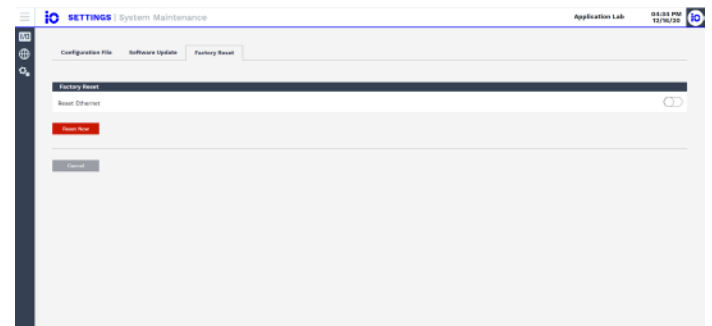 iO SETTINGS | System Maintenance
Application Lab
04:34 PM
12/16/20
iO
I/O
Configuration File Software Update Factory Reset
Factory Reset
Reset Ethernet
Reset Now
Cancel